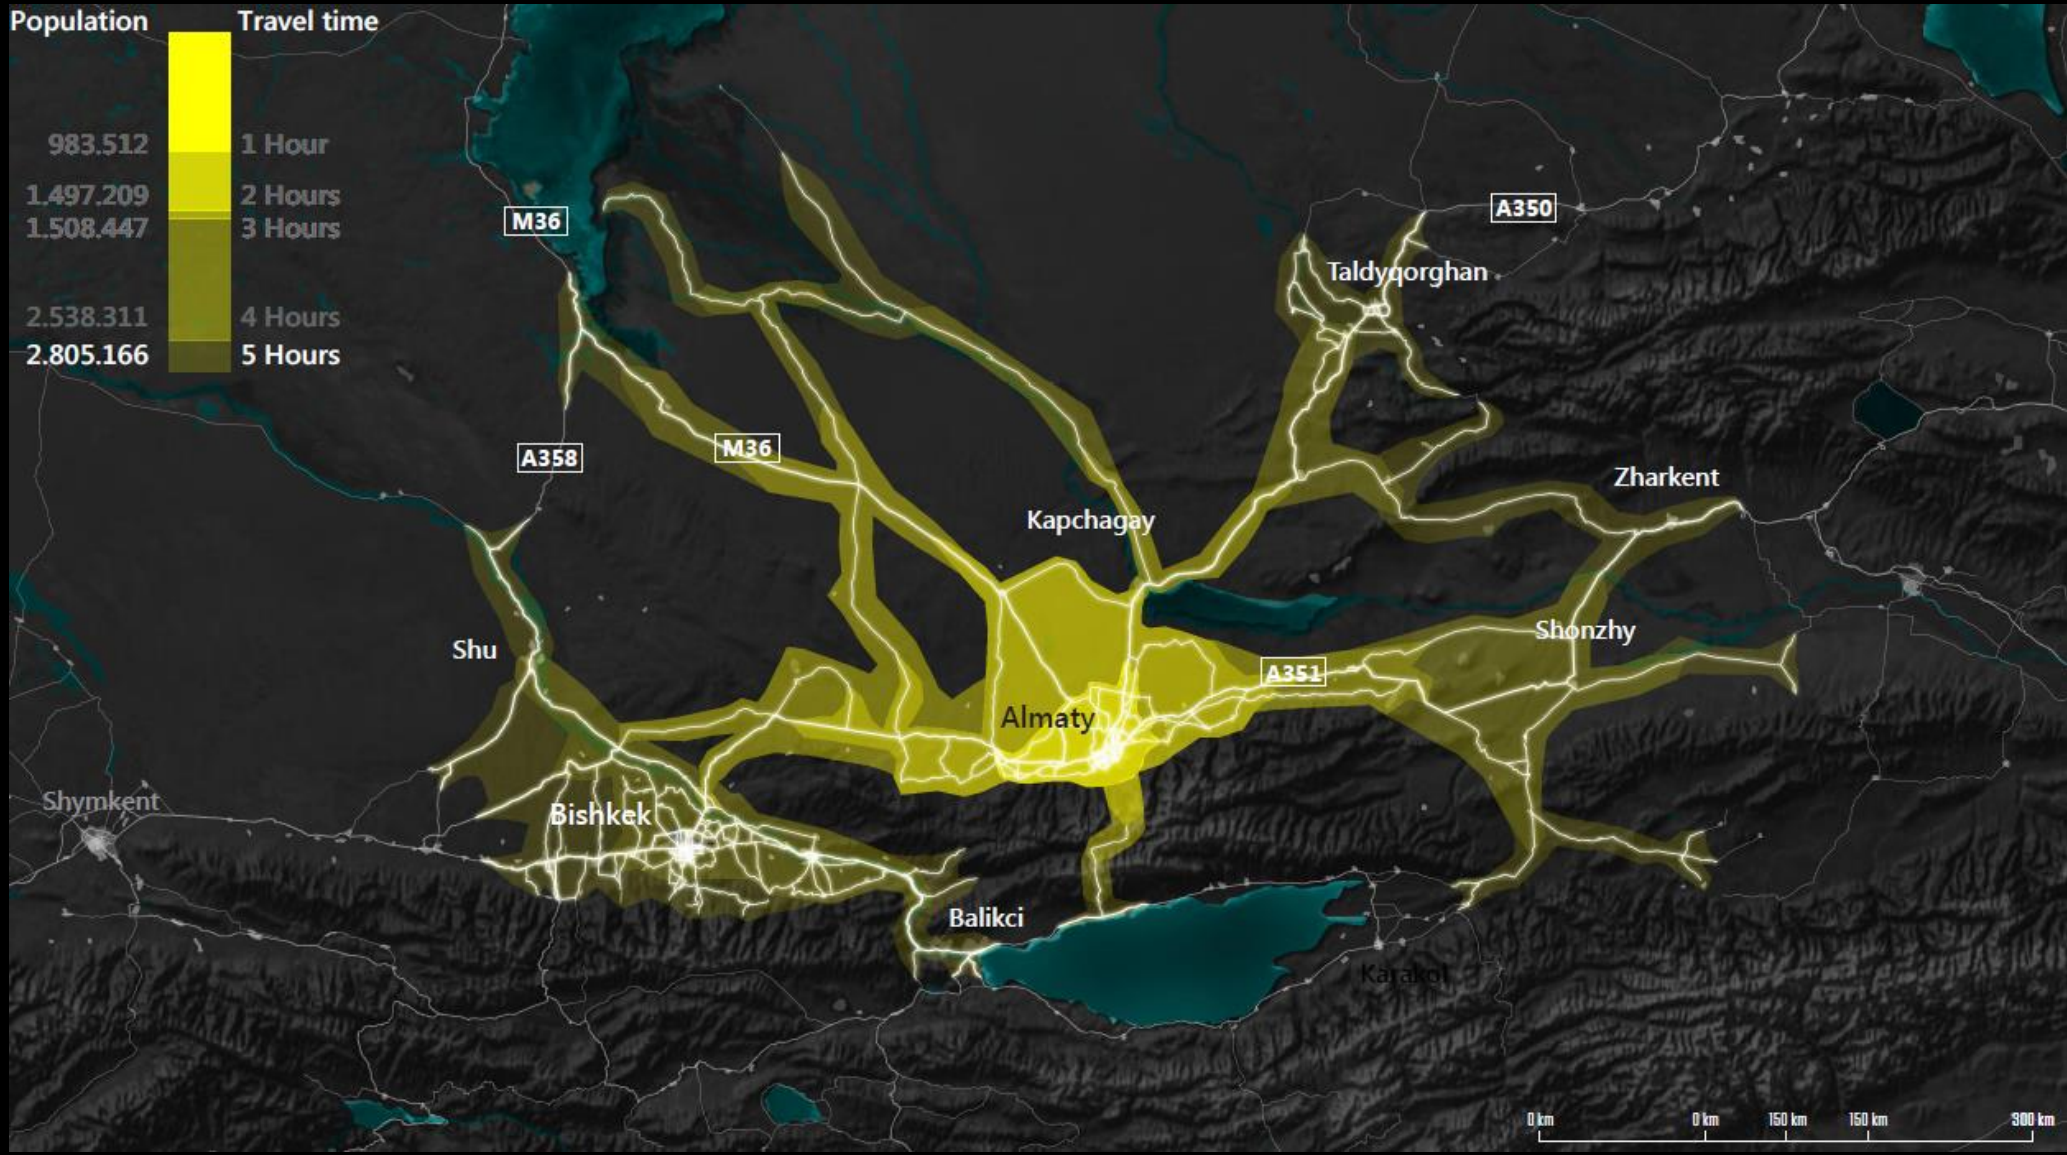 Population Travel time
983.512 1 Hour
1.497.209 2 Hours
1.508.447 3 Hours
2.538.311 4 Hours
2.805.166 5 Hours
M36
A350
Taldyqorghan
M36
A358
Zharkent
Kapchagay
Shonzhy
Shu
A351
Almaty
Shymkent
Bishkek
Balikci
Karakol
0 km 0 km 150 km 150 km 300 km